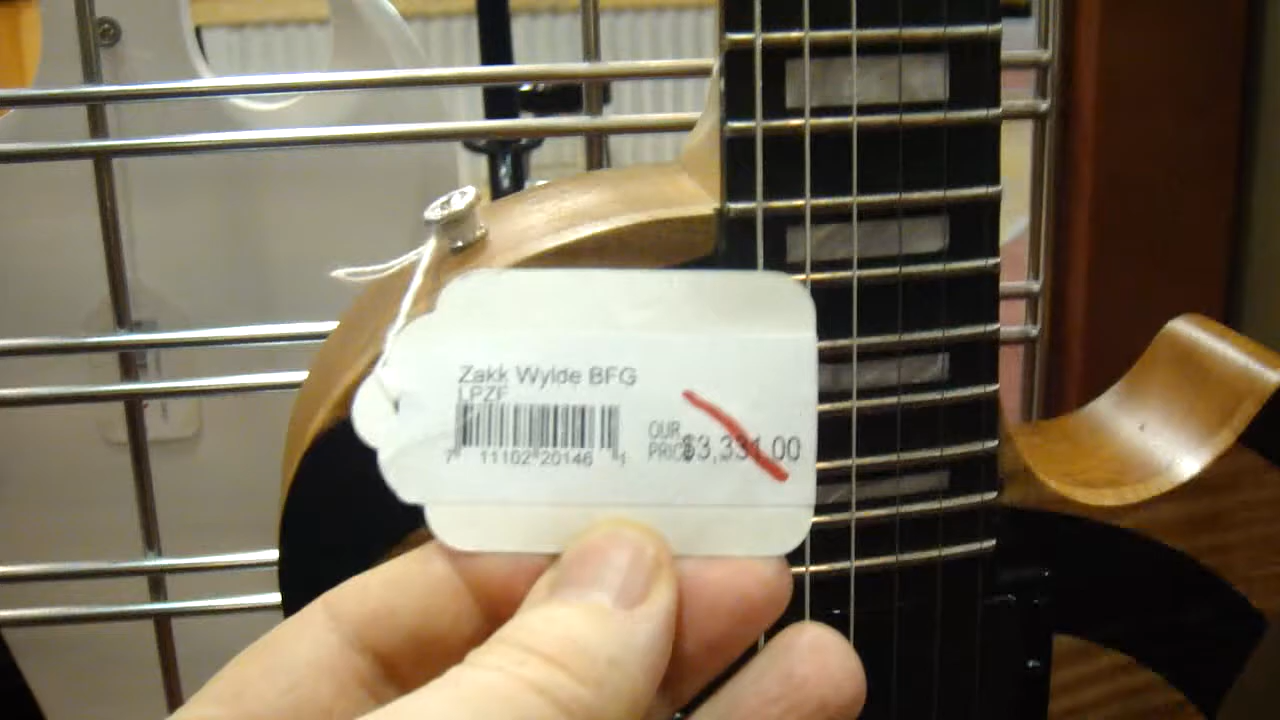 Zakk Wylde BFG
LPZF
OUR
PRICE $3,331.00
7 11102 20146 1